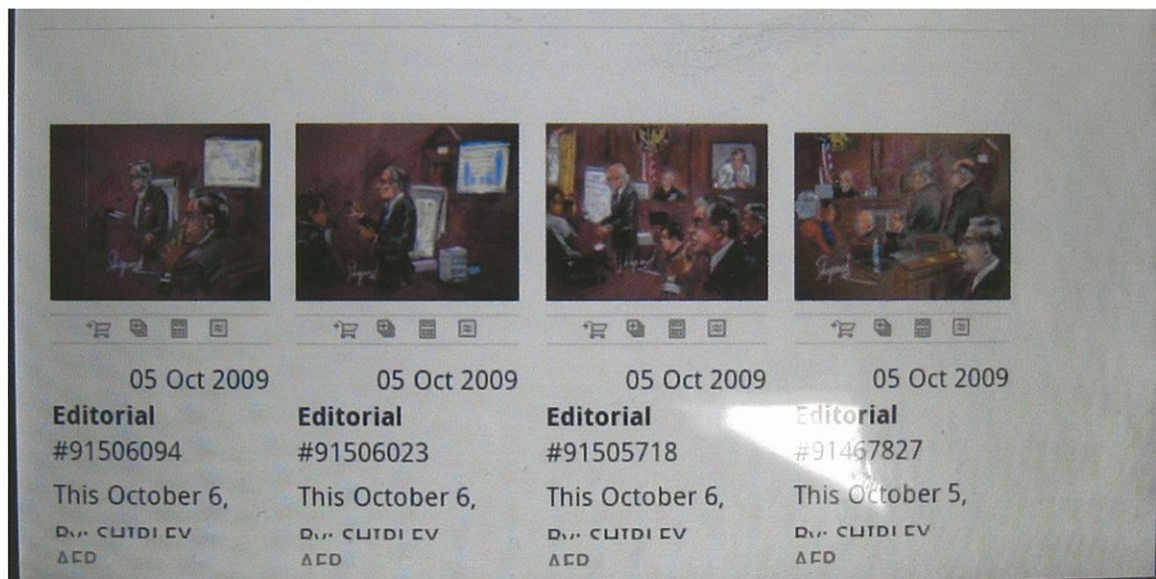 05 Oct 2009
Editorial
#91506094
This October 6,
05 Oct 2009
Editorial
#91506023
This October 6,
05 Oct 2009
Editorial
#91505718
This October 6,
05 Oct 2009
Editorial
#91467827
This October 5,